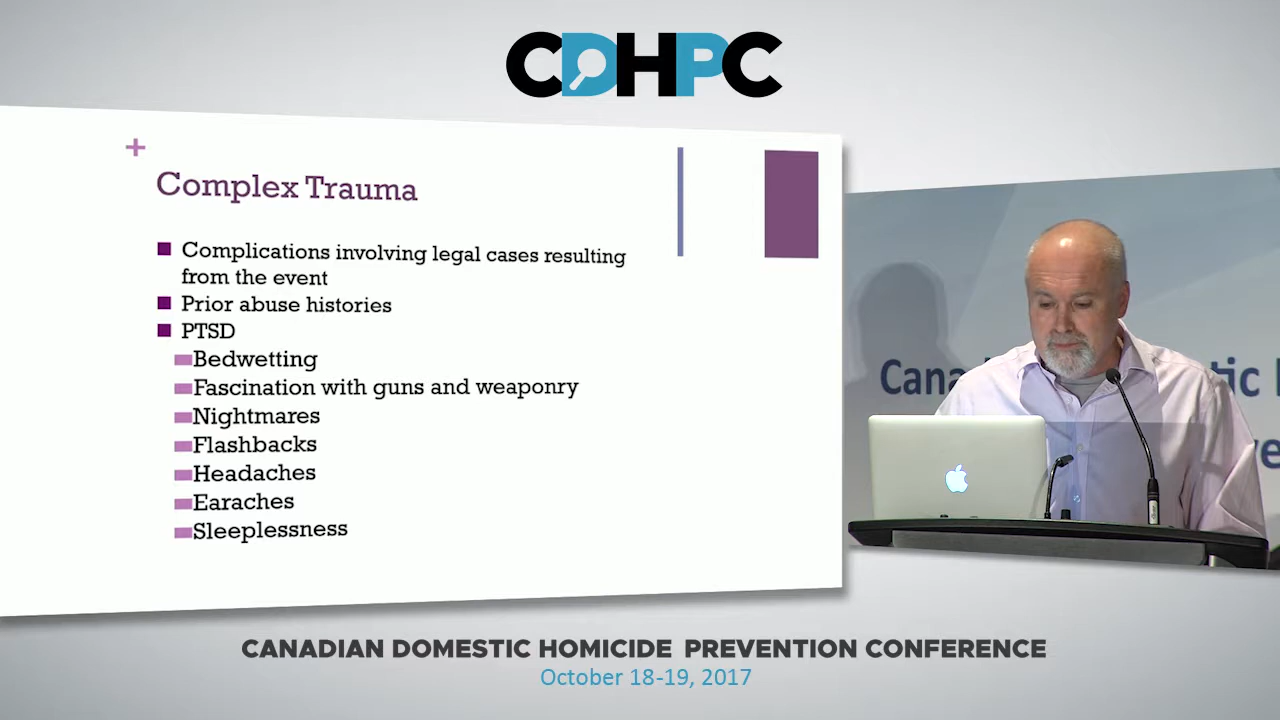 CDHPC
+
Complex Trauma
Complications involving legal cases resulting
from the event
Prior abuse histories
PTSD
Bedwetting
Fascination with guns and weaponry
Nightmares
Flashbacks
Headaches
Earaches
Sleeplessness
CANADIAN DOMESTIC HOMICIDE PREVENTION CONFERENCE
October 18-19, 2017